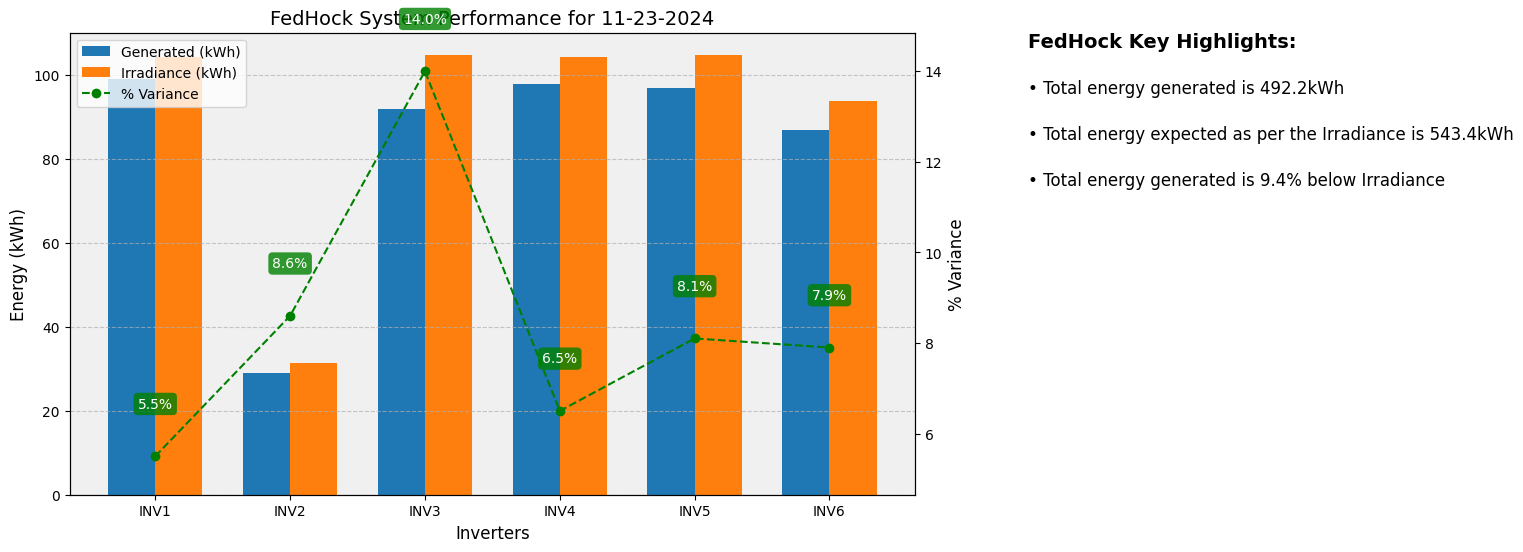 FedHock System Performance for 11-23-2024
14.0%
Generated (kWh)
Irradiance (kWh)
% Variance
100
80
60
40
20
0
Energy (kWh)
5.5%
8.6%
6.5%
8.1%
7.9%
14
12
10
8
6
% Variance
INV1 INV2 INV3 INV4 INV5 INV6
Inverters
FedHock Key Highlights:
• Total energy generated is 492.2kWh
• Total energy expected as per the Irradiance is 543.4kWh
• Total energy generated is 9.4% below Irradiance